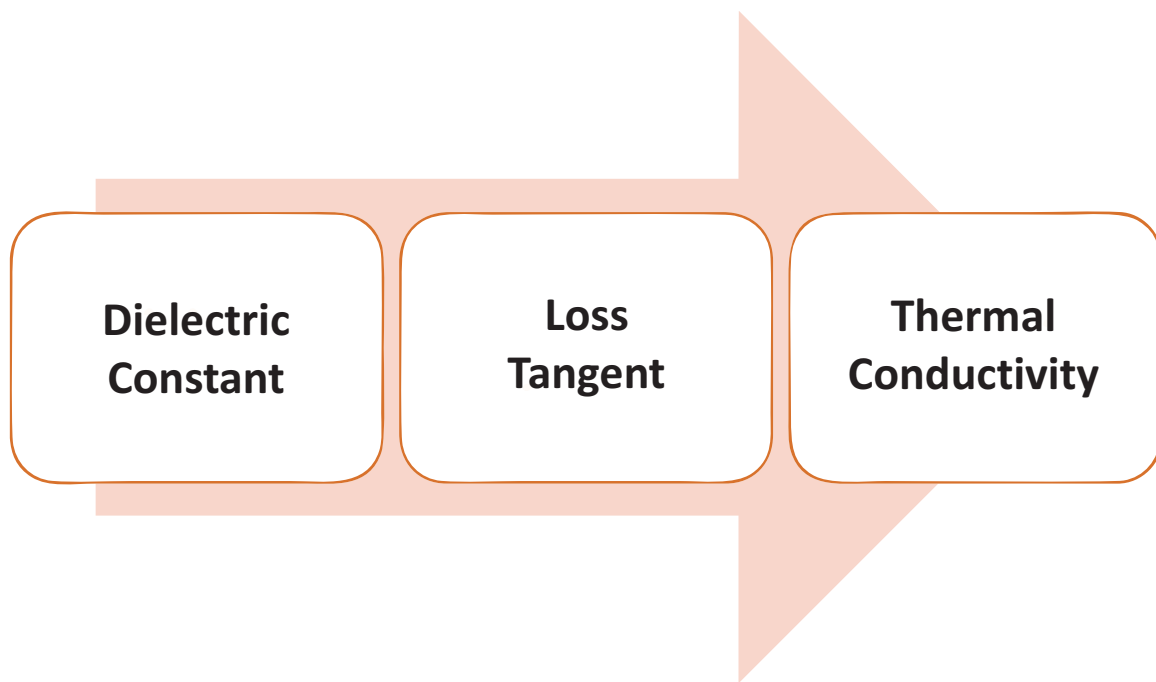 Dielectric
Constant
Loss
Tangent
Thermal
Conductivity